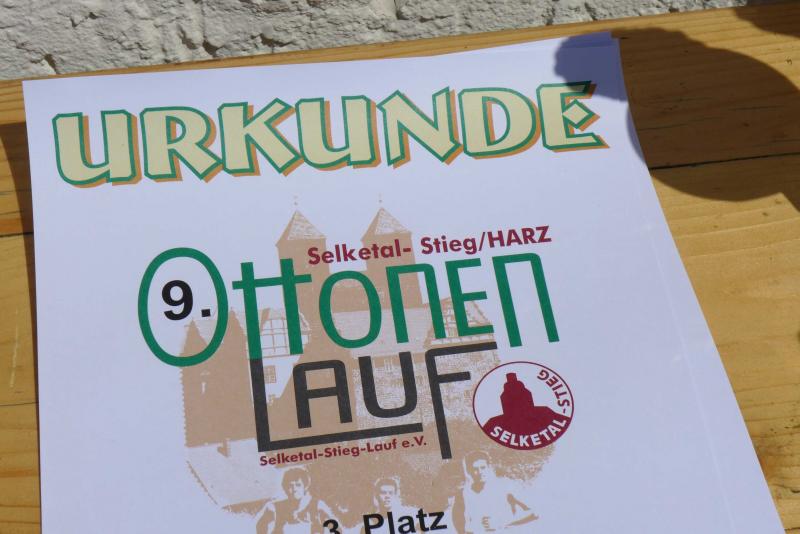 URKUNDE
Selketal- Stieg/HARZ
9. OTTONEN
LAUF
Selketal-Stieg-Lauf e.V.
SELKETAL-STIEG
3. Platz